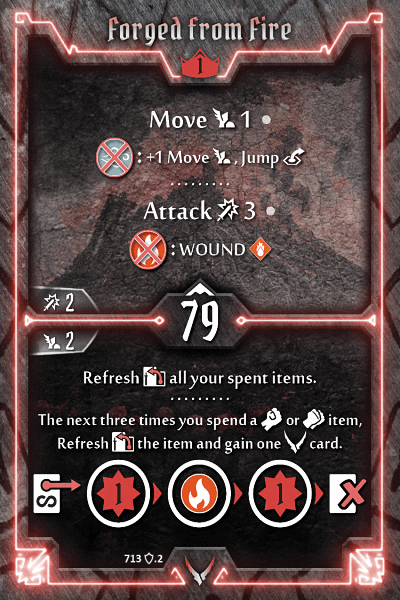 Forged from Fire
1
Move 1
: +1 Move , Jump
Attack 3
: WOUND
2
79
2
Refresh all your spent items.
The next three times you spend a or item,
Refresh the item and gain one card.
S 1 1 X
713 .2